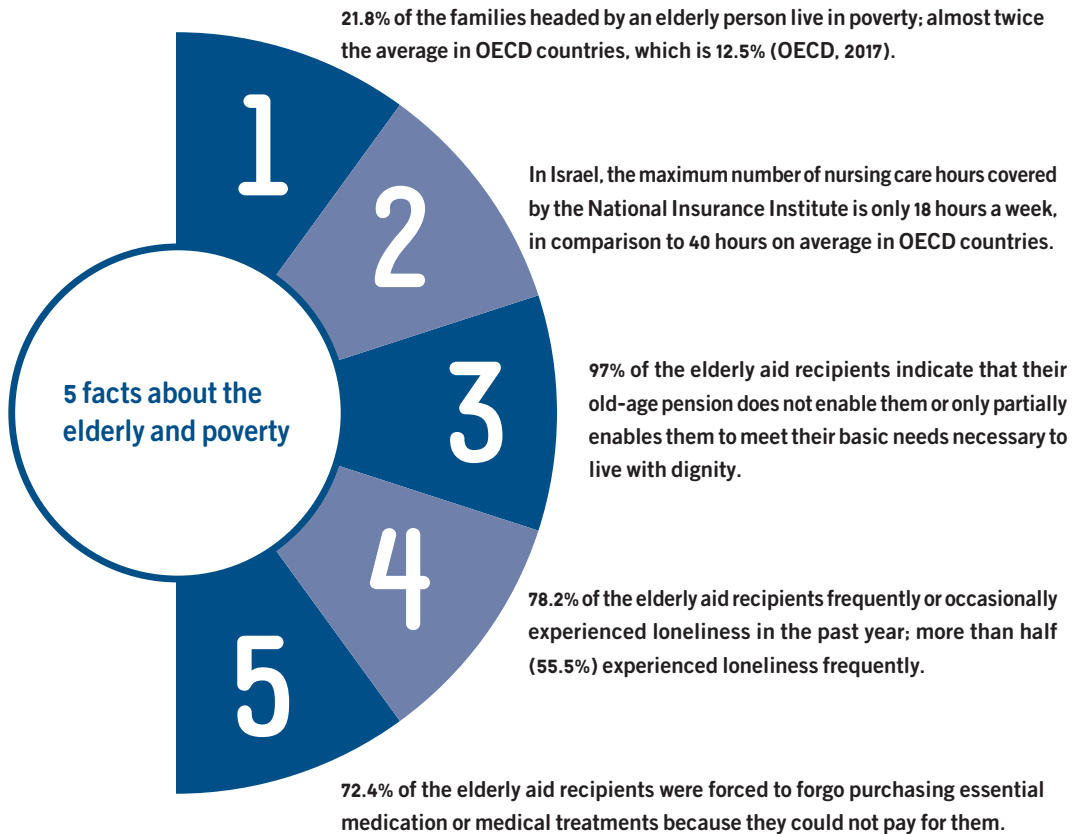 21.8% of the families headed by an elderly person live in poverty; almost twice
the average in OECD countries, which is 12.5% (OECD, 2017).
1
In Israel, the maximum number of nursing care hours covered
by the National Insurance Institute is only 18 hours a week,
in comparison to 40 hours on average in OECD countries.
2
5 facts about the
elderly and poverty
3
97% of the elderly aid recipients indicate that their
old-age pension does not enable them or only partially
enables them to meet their basic needs necessary to
live with dignity.
4
78.2% of the elderly aid recipients frequently or occasionally
experienced loneliness in the past year; more than half
(55.5%) experienced loneliness frequently.
5
72.4% of the elderly aid recipients were forced to forgo purchasing essential
medication or medical treatments because they could not pay for them.